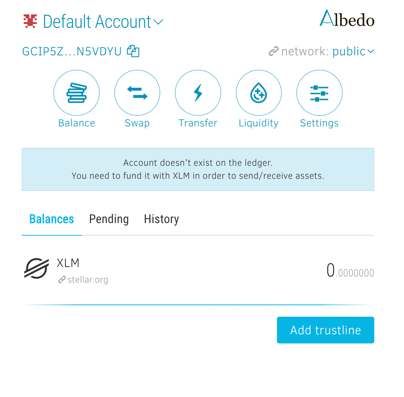 Default Account
Albedo
GCIP5Z...N5VDYU
network: public
Balance
Swap
Transfer
Liquidity
Settings
Account doesn't exist on the ledger.
You need to fund it with XLM in order to send/receive assets.
Balances
Pending
History
XLM
0.0000000
stellar.org
Add trustline